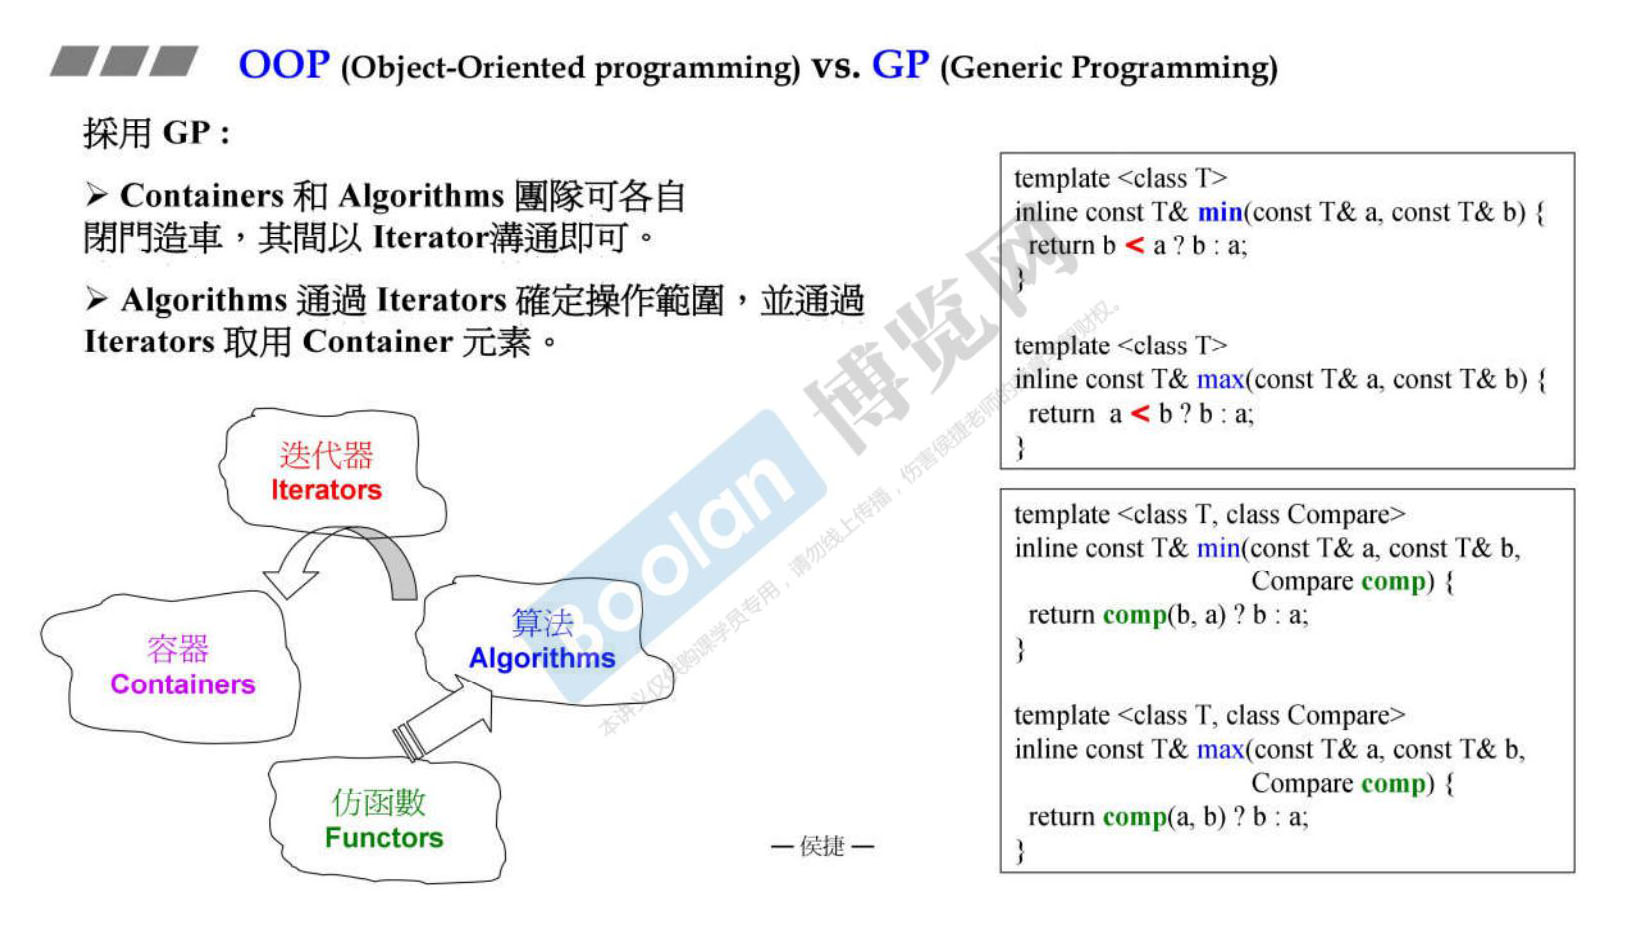 OOP (Object-Oriented programming) vs. GP (Generic Programming)
採用 GP :
➢ Containers 和 Algorithms 團隊可各自
閉門造車，其間以 Iterator溝通即可。
➢ Algorithms 通過 Iterators 確定操作範圍，並通過
Iterators 取用 Container 元素。
迭代器
Iterators
容器
Containers
算法
Algorithms
仿函數
Functors
— 侯捷 —
template <class T>
inline const T& min(const T& a, const T& b) {
return b < a ? b : a;
}
template <class T>
inline const T& max(const T& a, const T& b) {
return a < b ? b : a;
}
template <class T, class Compare>
inline const T& min(const T& a, const T& b,
Compare comp) {
return comp(b, a) ? b : a;
}
template <class T, class Compare>
inline const T& max(const T& a, const T& b,
Compare comp) {
return comp(a, b) ? b : a;
}
Boolan 博览网
本讲义仅供购课学员专用，请勿线上传播，伤害侯捷老师的
财权。